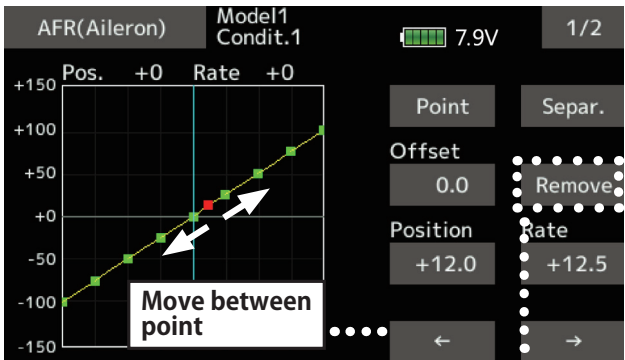 AFR(Aileron)
Model1
Condit.1
7.9V
1/2
Pos. +0 Rate +0
+150
+100
+50
+0
-50
-100
-150
Point
Separ.
Offset
0.0
Remove
Position
Rate
+12.0
+12.5
Move between
point
←
→